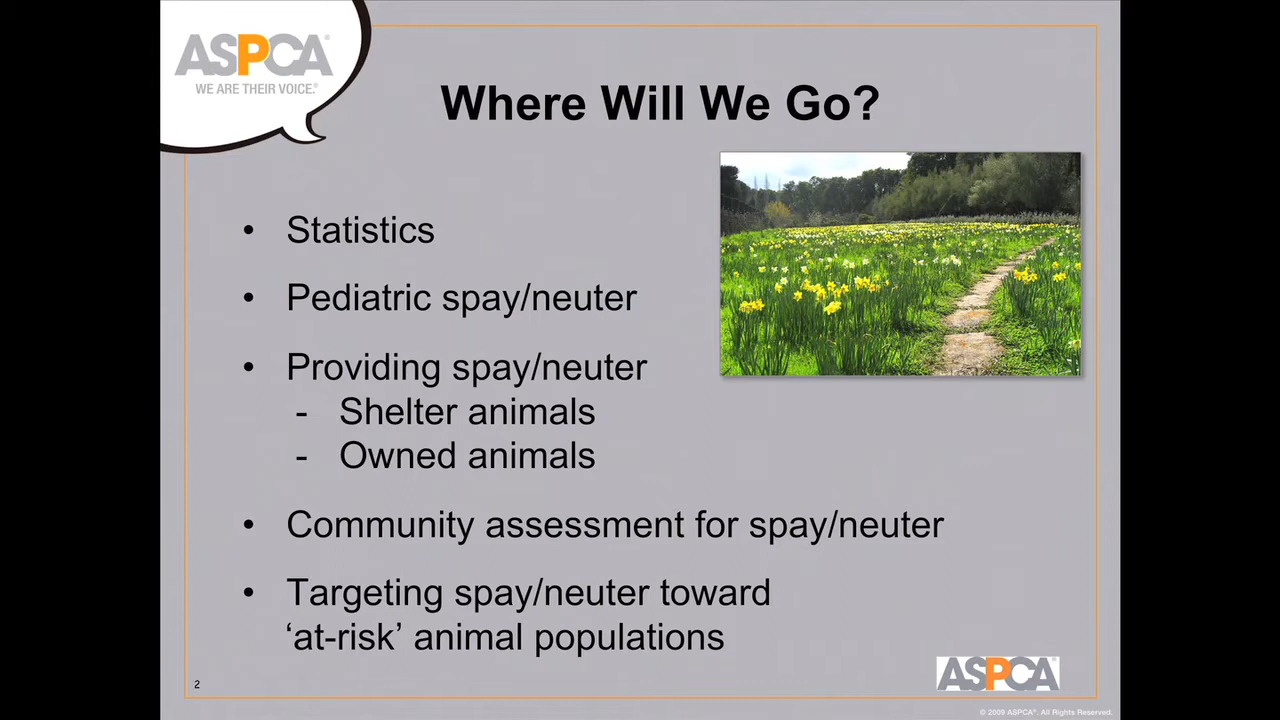 ASPCA®
WE ARE THEIR VOICE.®
Where Will We Go?
• Statistics
• Pediatric spay/neuter
• Providing spay/neuter
- Shelter animals
- Owned animals
• Community assessment for spay/neuter
• Targeting spay/neuter toward
‘at-risk’ animal populations
2
ASPCA®
© 2009 ASPCA®. All Rights Reserved.